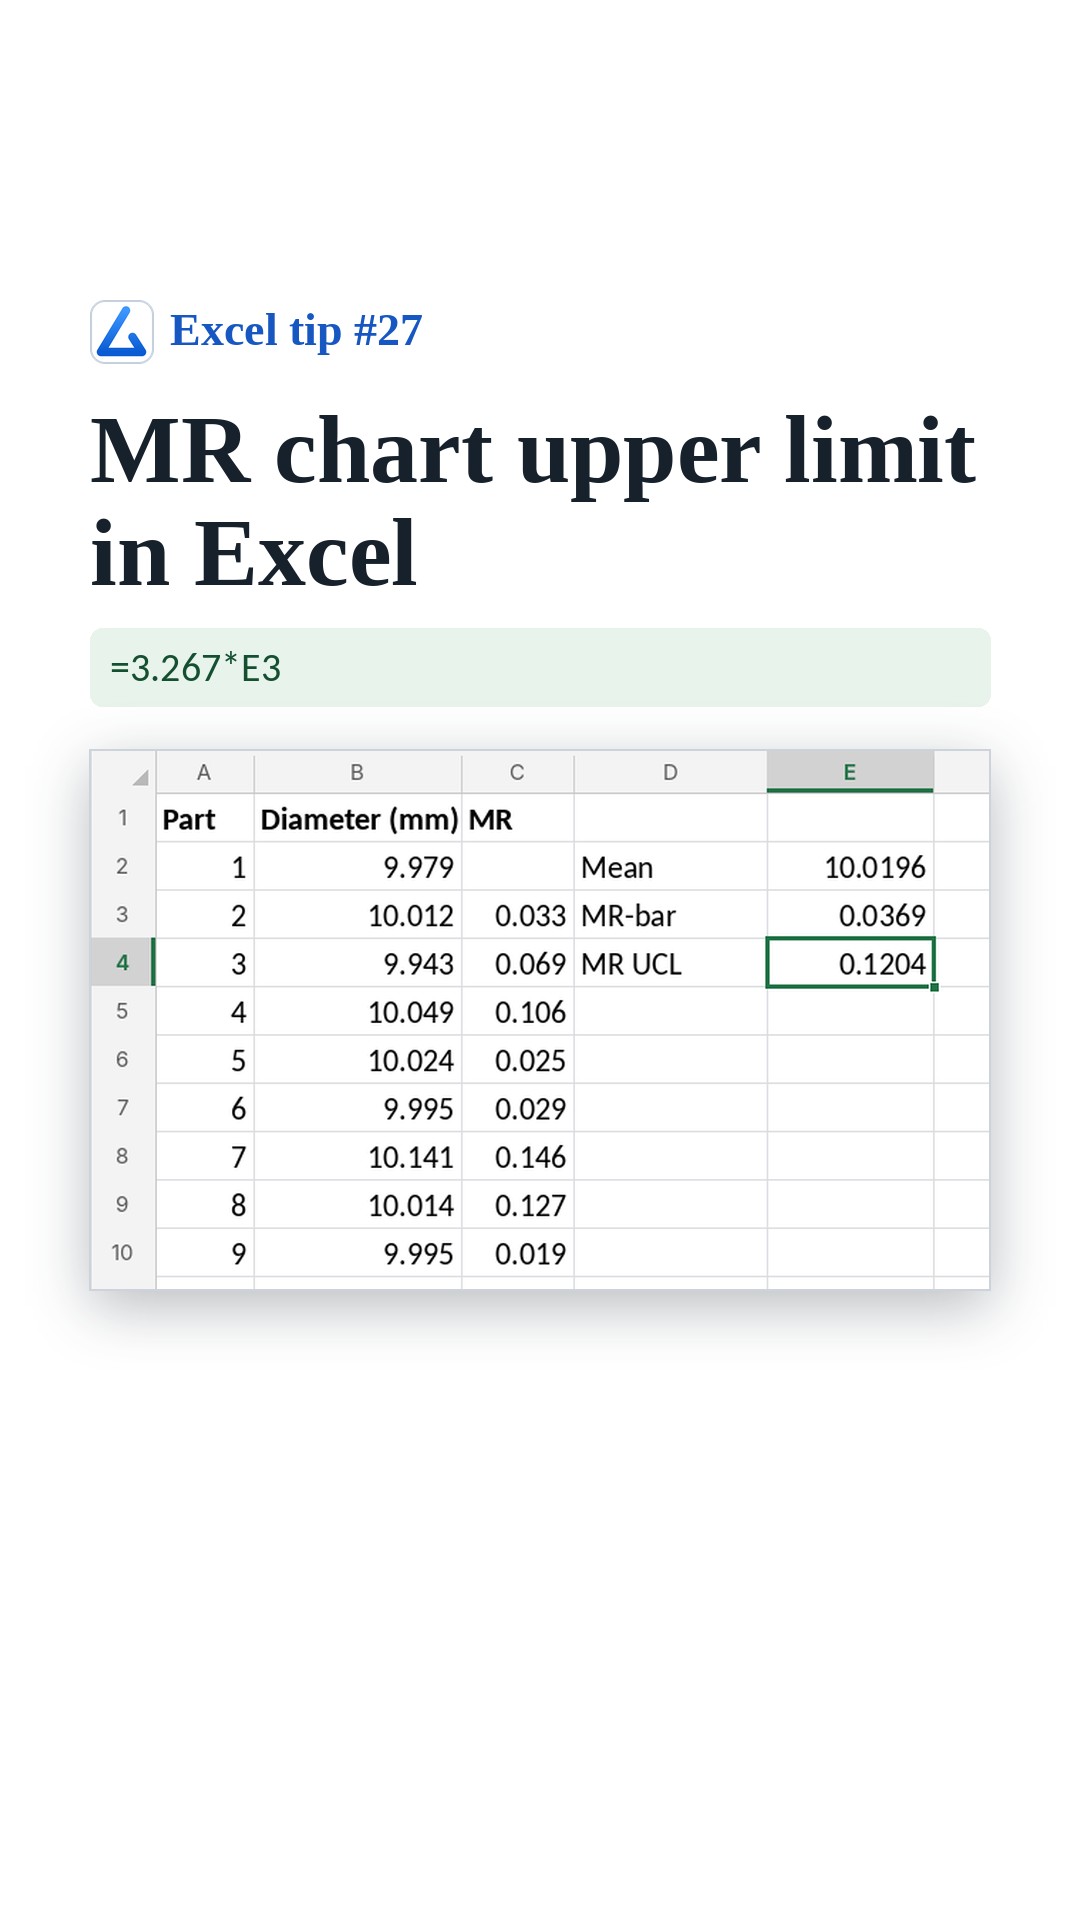 Excel tip #27
MR chart upper limit
in Excel
=3.267*E3
A B C D E
1 Part Diameter (mm) MR
2 1 9.979 Mean 10.0196
3 2 10.012 0.033 MR-bar 0.0369
4 3 9.943 0.069 MR UCL 0.1204
5 4 10.049 0.106
6 5 10.024 0.025
7 6 9.995 0.029
8 7 10.141 0.146
9 8 10.014 0.127
10 9 9.995 0.019